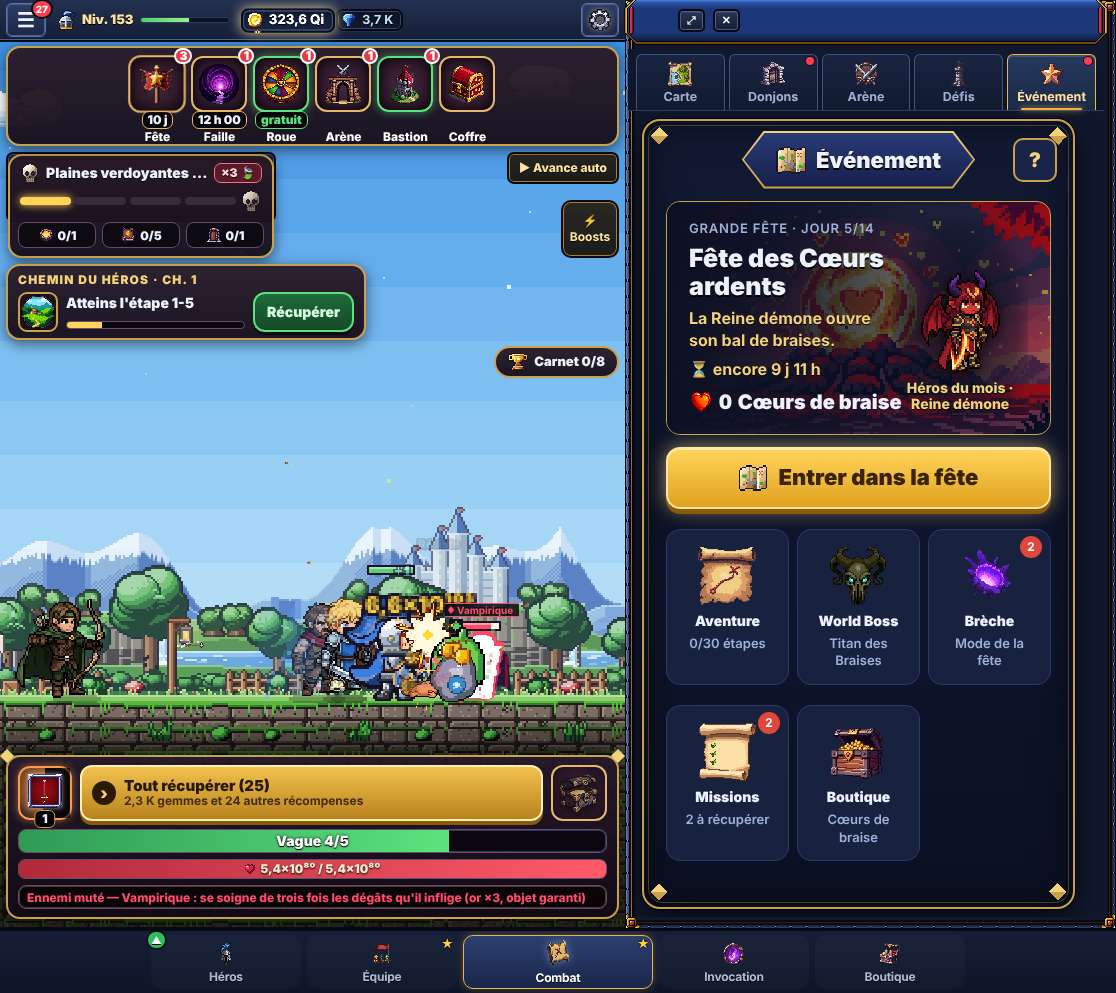 27
Niv. 153
323,6 Qi
3,7 K
3
1
1
1
1
10 j
12 h 00
gratuit
Fête
Faille
Roue
Arène
Bastion
Coffre
Plaines verdoyantes ...
×3
0/1
0/5
0/1
Avance auto
Boosts
CHEMIN DU HÉROS · CH. 1
Atteins l'étape 1-5
Récupérer
Carnet 0/8
Vampirique
Tout récupérer (25)
2,3 K gemmes et 24 autres récompenses
1
Vague 4/5
5,4×10⁸⁰ / 5,4×10⁸⁰
Ennemi muté — Vampirique : se soigne de trois fois les dégâts qu'il inflige (or ×3, objet garanti)
Carte
Donjons
Arène
Défis
Événement
Événement
?
GRANDE FÊTE · JOUR 5/14
Fête des Cœurs
ardents
La Reine démone ouvre
son bal de braises.
encore 9 j 11 h
0 Cœurs de braise
Héros du mois ·
Reine démone
Entrer dans la fête
Aventure
0/30 étapes
World Boss
Titan des
Braises
2
Brèche
Mode de la
fête
2
Missions
2 à récupérer
Boutique
Cœurs de
braise
Héros
Équipe
Combat
Invocation
Boutique